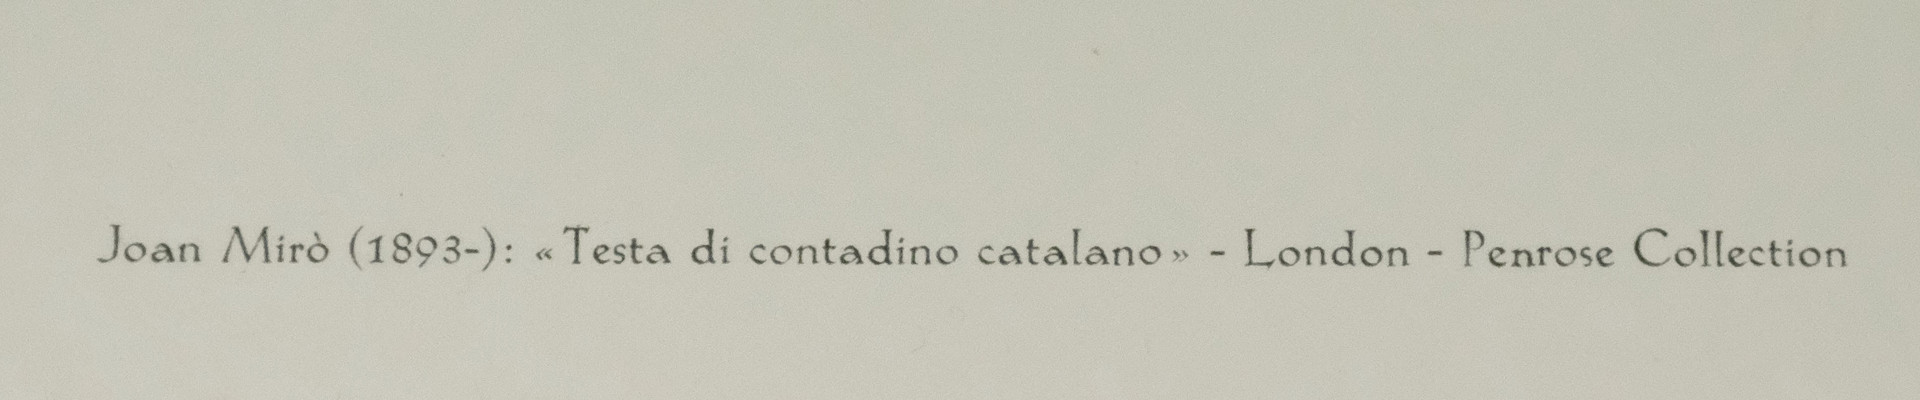 Joan Mirò (1893-): « Testa di contadino catalano » - London - Penrose Collection